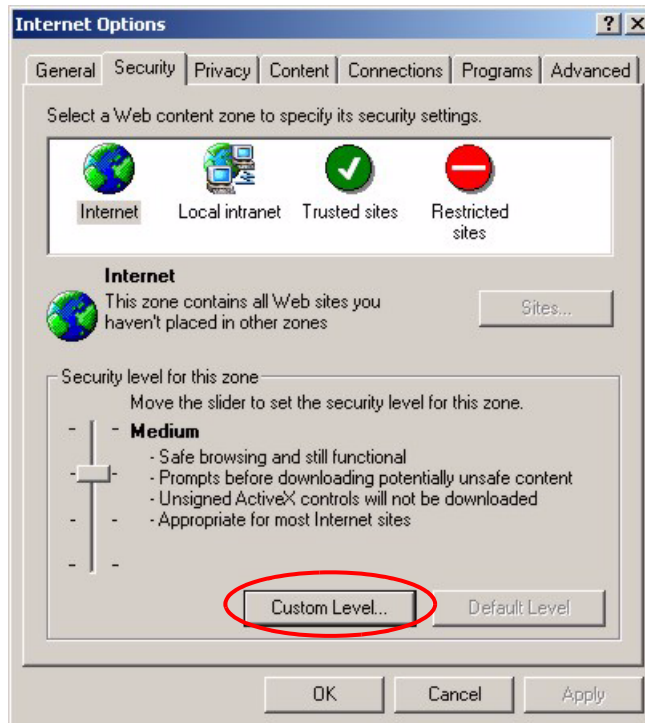 Internet Options
General Security Privacy Content Connections Programs Advanced
Select a Web content zone to specify its security settings.
Internet Local intranet Trusted sites Restricted
sites
Internet
This zone contains all Web sites you
haven't placed in other zones
Sites...
Security level for this zone
Move the slider to set the security level for this zone.
Medium
- Safe browsing and still functional
- Prompts before downloading potentially unsafe content
- Unsigned ActiveX controls will not be downloaded
- Appropriate for most Internet sites
Custom Level... Default Level
OK Cancel Apply